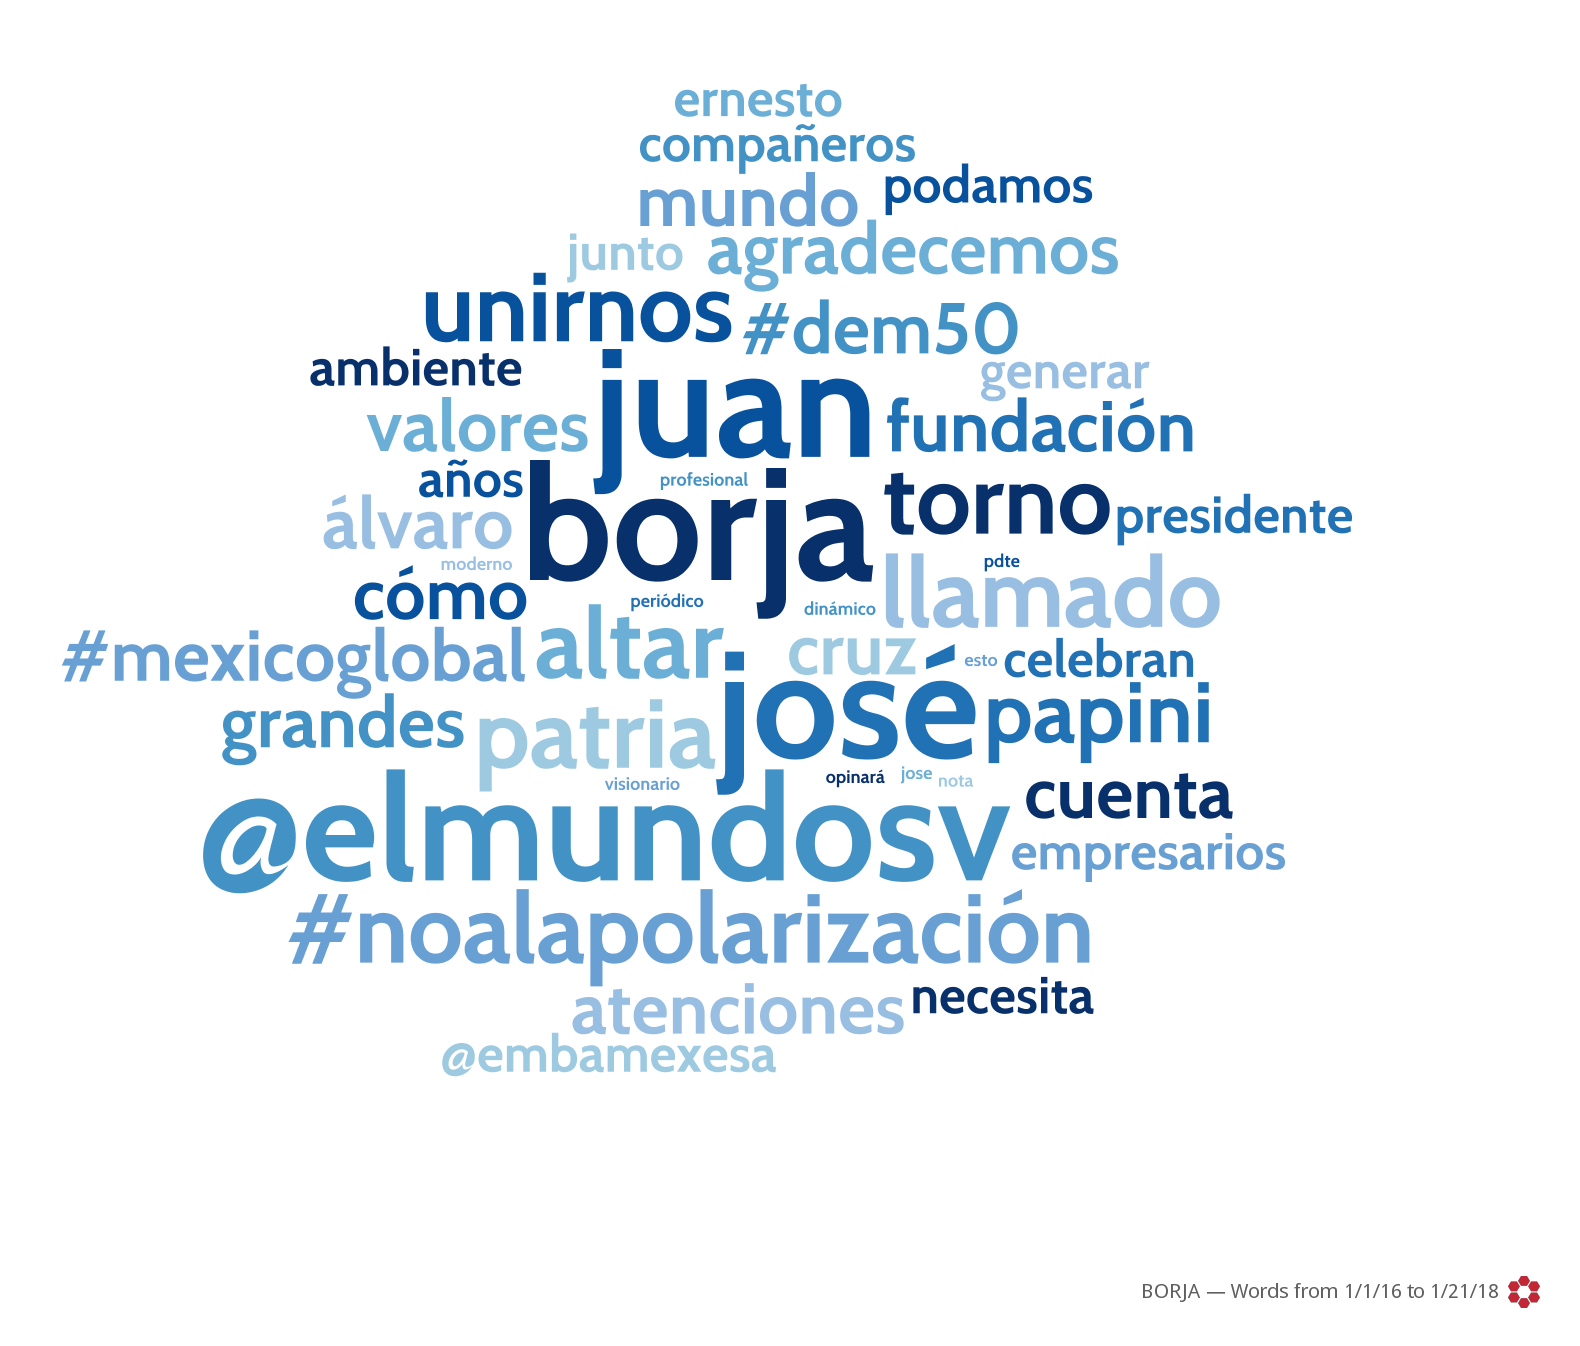 ernesto
compañeros
mundo podamos
junto agradecemos
unirnos #dem50
ambiente juan generar
valores fundación
años profesional
álvaro borja torno presidente
moderno pdte
cómo periódico dinámico llamado
#mexicoglobal altar cruz esto celebran
grandes patria josé papini
visionario opinará jose nota
@elmundosv cuenta
empresarios
#noalapolarización
atenciones necesita
@embamexesa
BORJA — Words from 1/1/16 to 1/21/18